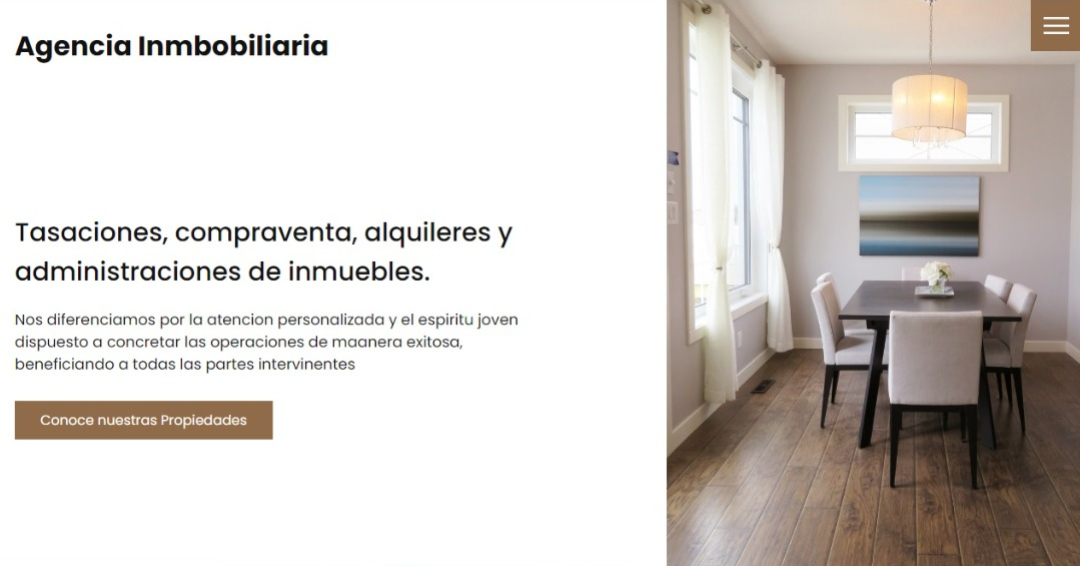 Agencia Inmbobiliaria
Tasaciones, compraventa, alquileres y
administraciones de inmuebles.
Nos diferenciamos por la atencion personalizada y el espiritu joven
dispuesto a concretar las operaciones de maanera exitosa,
beneficiando a todas las partes intervinentes
Conoce nuestras Propiedades